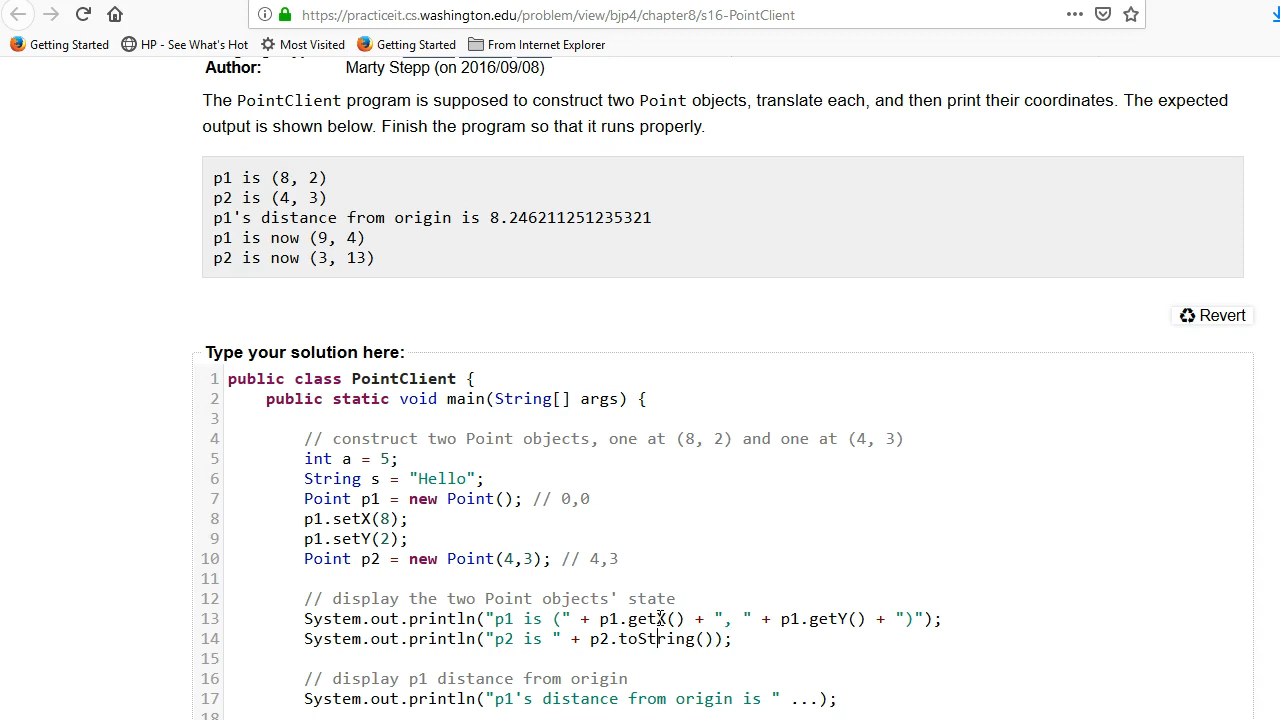 https://practiceit.cs.washington.edu/problem/view/bjp4/chapter8/s16-PointClient
Getting Started HP - See What's Hot Most Visited Getting Started From Internet Explorer
Author: Marty Stepp (on 2016/09/08)
The PointClient program is supposed to construct two Point objects, translate each, and then print their coordinates. The expected
output is shown below. Finish the program so that it runs properly.
p1 is (8, 2)
p2 is (4, 3)
p1's distance from origin is 8.246211251235321
p1 is now (9, 4)
p2 is now (3, 13)
Revert
Type your solution here:
1 public class PointClient {
2     public static void main(String[] args) {
3
4         // construct two Point objects, one at (8, 2) and one at (4, 3)
5         int a = 5;
6         String s = "Hello";
7         Point p1 = new Point(); // 0,0
8         p1.setX(8);
9         p1.setY(2);
10         Point p2 = new Point(4,3); // 4,3
11
12         // display the two Point objects' state
13         System.out.println("p1 is (" + p1.getX() + ", " + p1.getY() + ")");
14         System.out.println("p2 is " + p2.toString());
15
16         // display p1 distance from origin
17         System.out.println("p1's distance from origin is " ...);
18